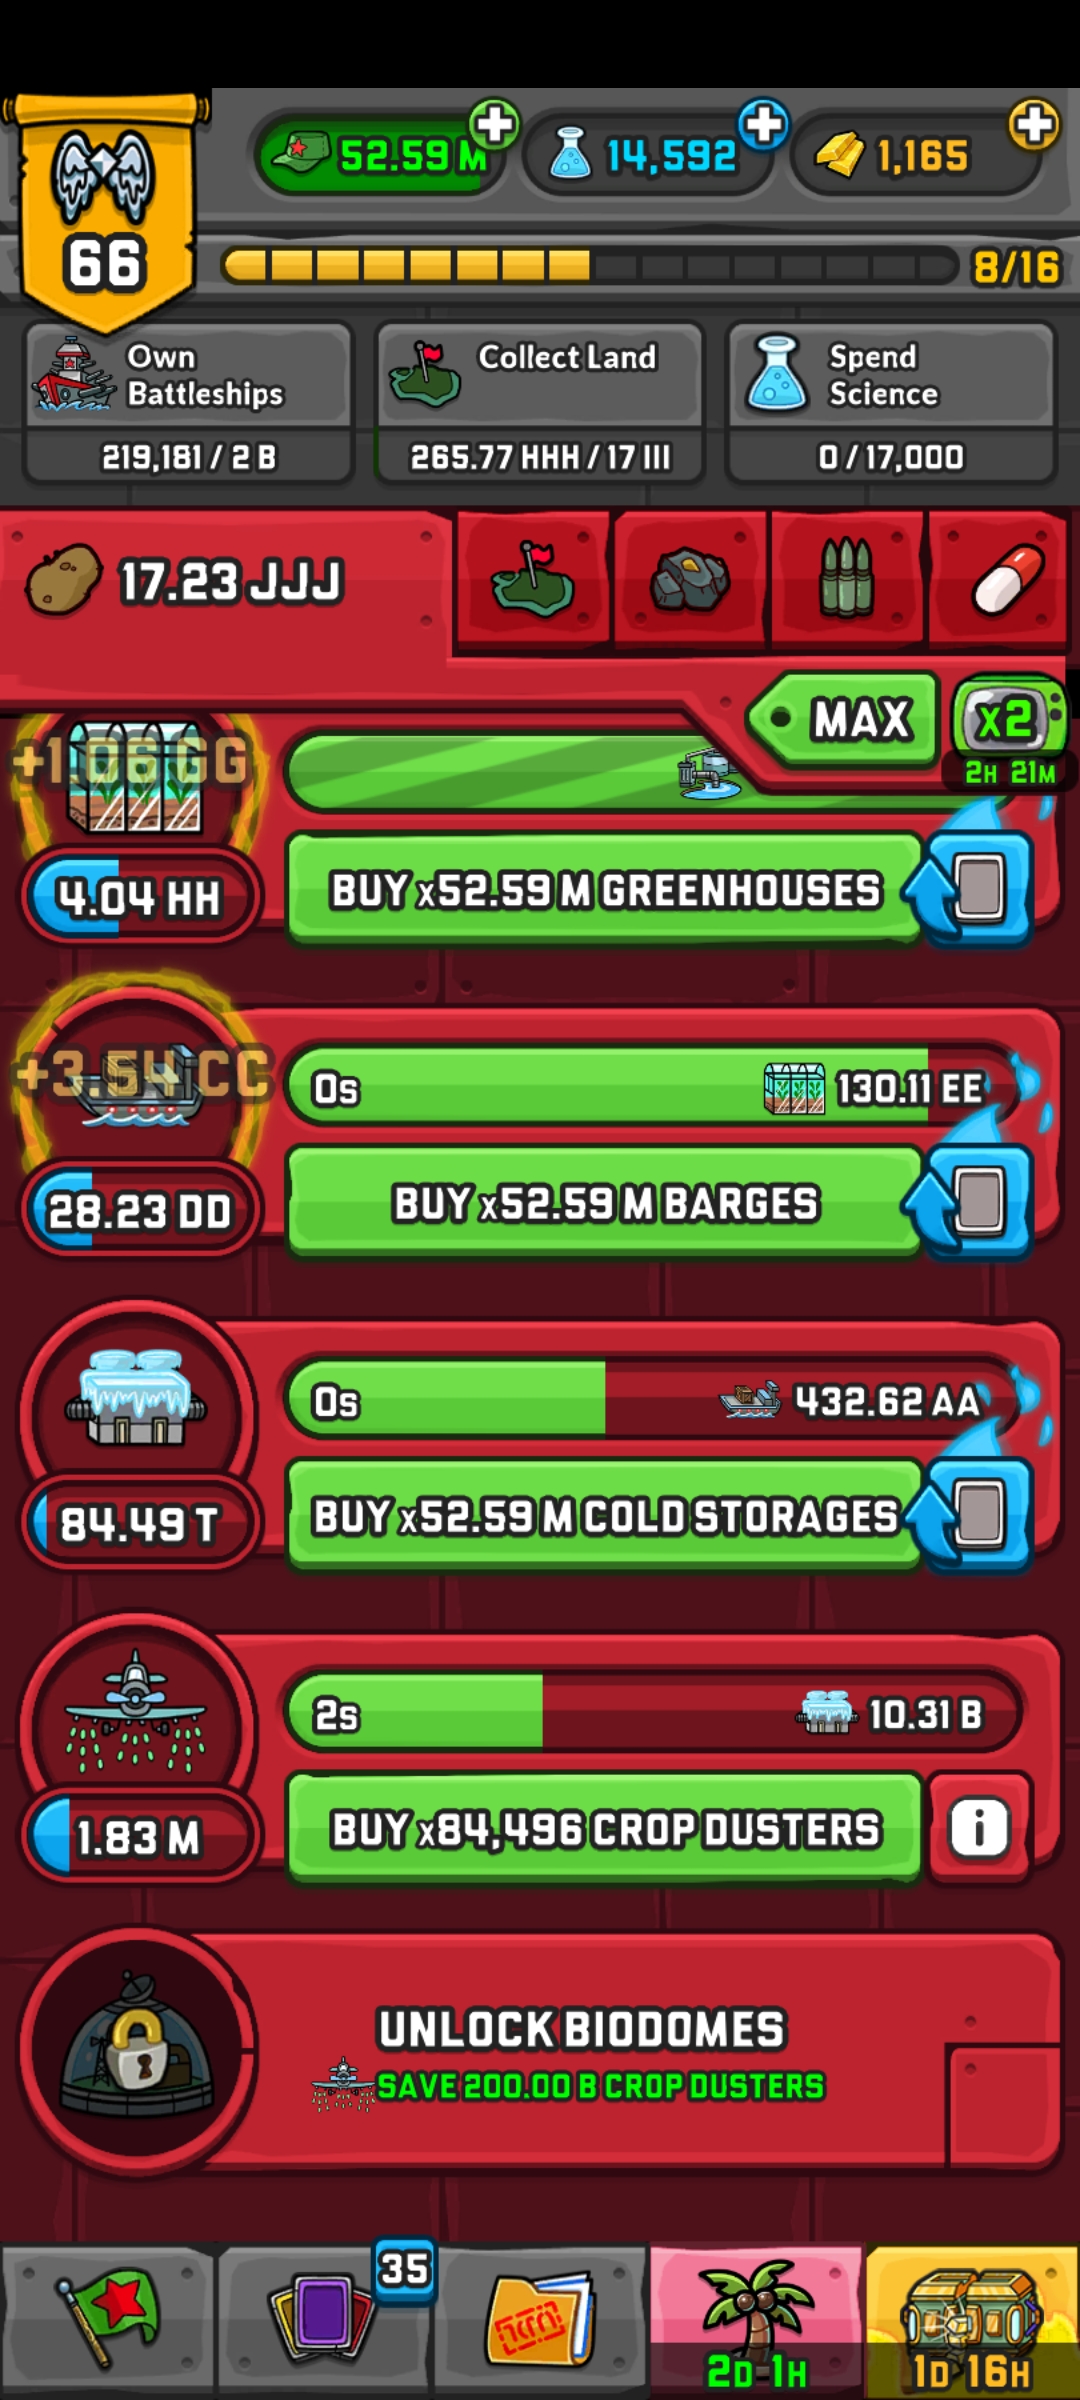 52.59 M
14,592
1,165
66
8/16
Own
Battleships
219,181 / 2 B
Collect Land
265.77 HHH / 17 III
Spend
Science
0 / 17,000
17.23 JJJ
MAX
x2
2H 21M
+1.06 GG
4.04 HH
BUY x52.59 M GREENHOUSES
+3.54 CC
0s
130.11 EE
28.23 DD
BUY x52.59 M BARGES
0s
432.62 AA
84.49 T
BUY x52.59 M COLD STORAGES
2s
10.31 B
1.83 M
BUY x84,496 CROP DUSTERS
i
UNLOCK BIODOMES
SAVE 200.00 B CROP DUSTERS
35
2D 1H
1D 16H